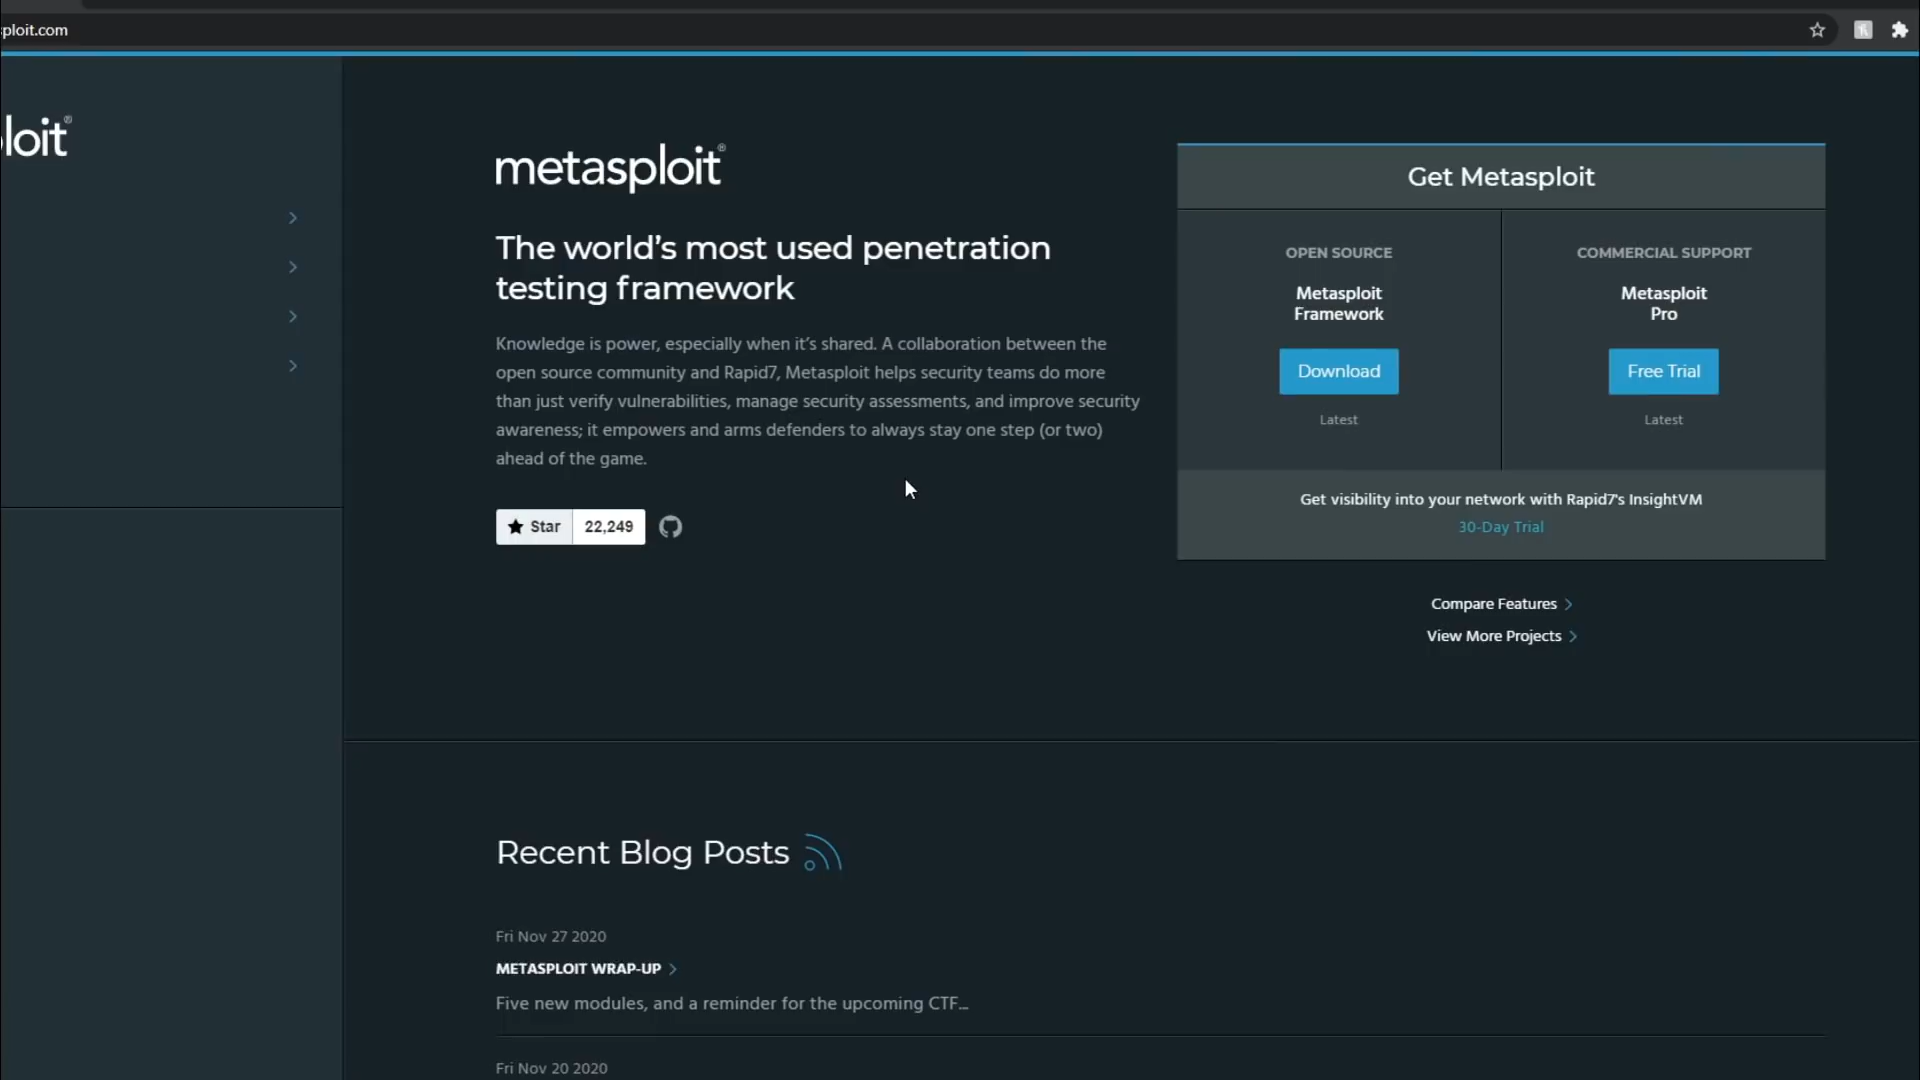 ploit.com
loit®
metasploit®
The world's most used penetration
testing framework
Knowledge is power, especially when it's shared. A collaboration between the
open source community and Rapid7, Metasploit helps security teams do more
than just verify vulnerabilities, manage security assessments, and improve security
awareness; it empowers and arms defenders to always stay one step (or two)
ahead of the game.
Star 22,249
Get Metasploit
OPEN SOURCE
Metasploit
Framework
Download
Latest
COMMERCIAL SUPPORT
Metasploit
Pro
Free Trial
Latest
Get visibility into your network with Rapid7's InsightVM
30-Day Trial
Compare Features
View More Projects
Recent Blog Posts
Fri Nov 27 2020
METASPLOIT WRAP-UP
Five new modules, and a reminder for the upcoming CTF...
Fri Nov 20 2020